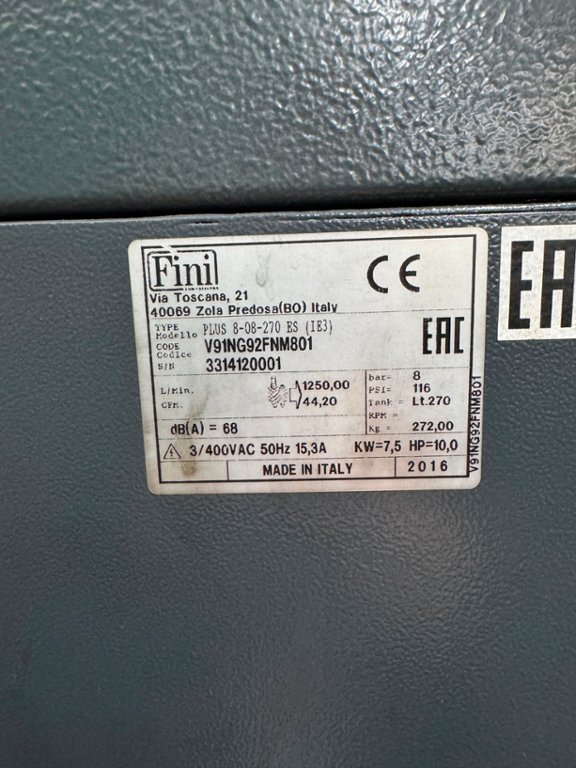 Fini
COMPRESSORS
CE
Via Toscana, 21
40069 Zola Predosa(BO) Italy
TYPE
Modello PLUS 8-08-270 ES (IE3)
CODE
Codice V91NG92FNM801
S/N 3314120001
EAC
EAC
L/Min. 1250,00
CFM. 44,20
bar= 8
PSI= 116
Tank = Lt.270
RPM =
Kg = 272,00
dB(A) = 68
3/400VAC 50Hz 15,3A KW=7,5 HP=10,0
MADE IN ITALY 2016
V91NG92FNM801